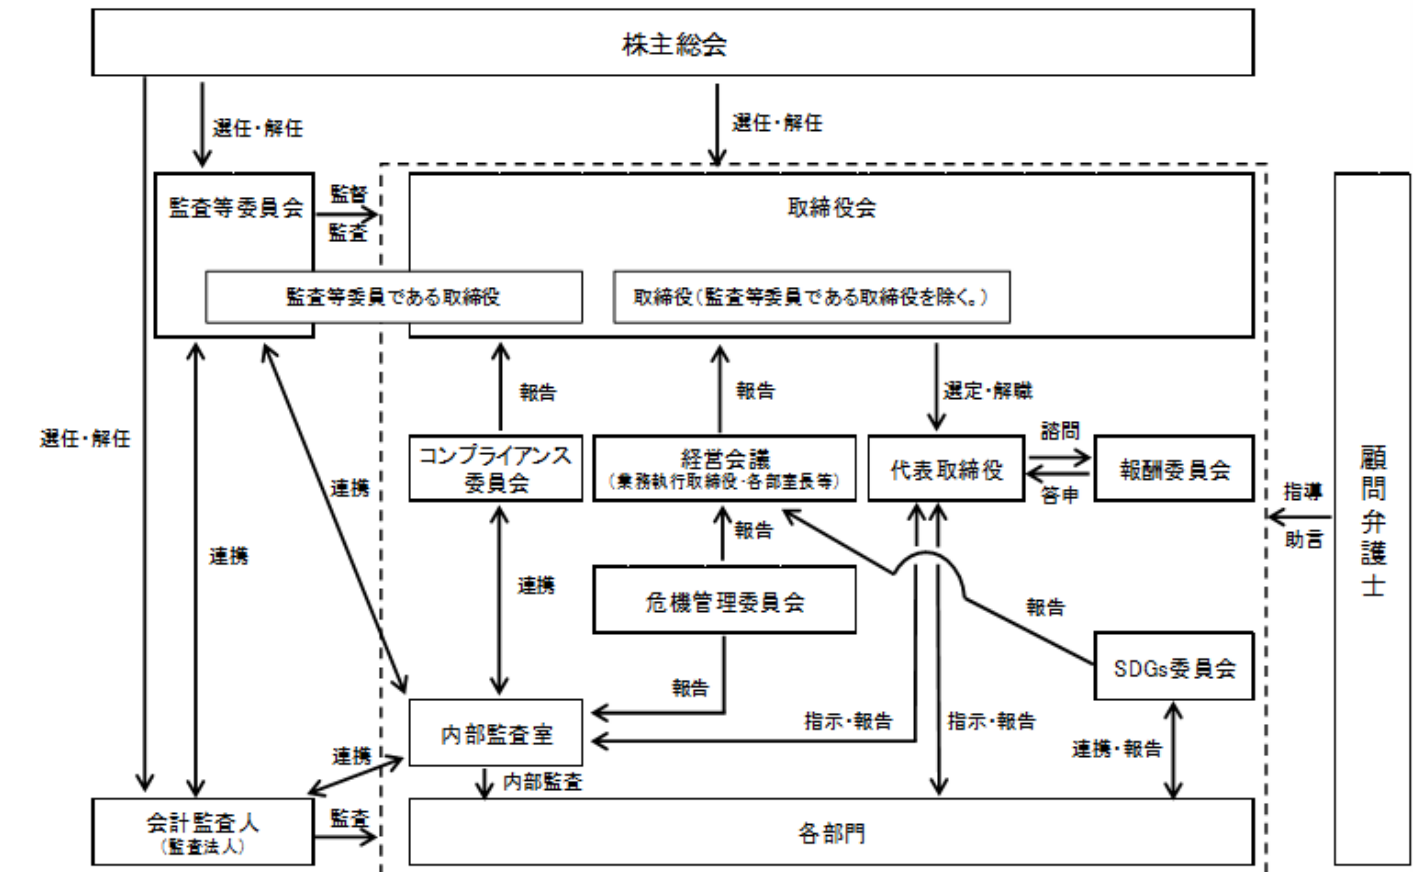 株主総会
選任・解任
選任・解任
監査等委員会
監督
監査
取締役会
監査等委員である取締役
取締役(監査等委員である取締役を除く。)
報告
報告
選定・解職
選任・解任
コンプライアンス
委員会
経営会議
(業務執行取締役・各部室長等)
代表取締役
諮問
答申
報酬委員会
顧問弁護士
指導
助言
連携
連携
連携
報告
危機管理委員会
報告
SDGs委員会
報告
内部監査室
指示・報告
指示・報告
連携・報告
連携
内部監査
会計監査人
(監査法人)
監査
各部門